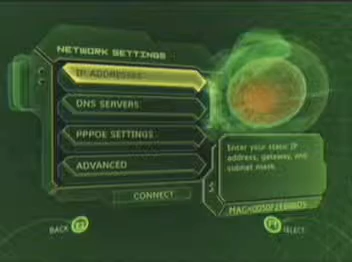 NETWORK SETTINGS
IP ADDRESSES
DNS SERVERS
PPPOE SETTINGS
ADVANCED
CONNECT
Enter your static IP
address, gateway, and
subnet mask.
BACK
SELECT